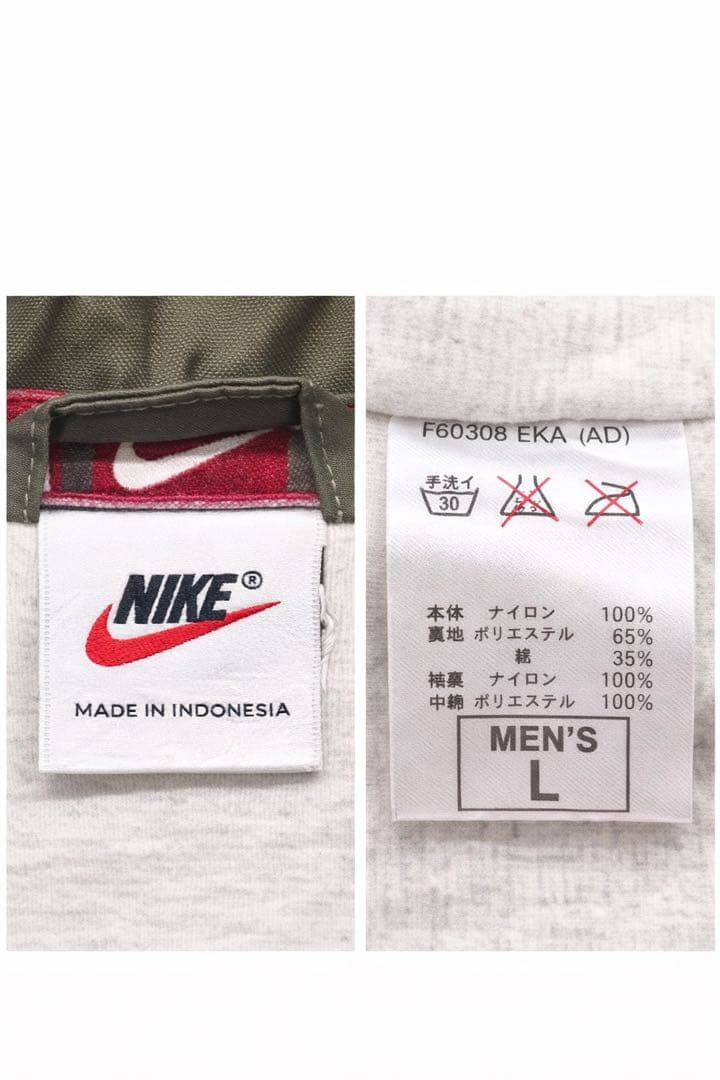 NIKE®
MADE IN INDONESIA
F60308 EKA (AD)
手洗イ
30
本体 ナイロン 100%
裏地 ポリエステル 65%
綿 35%
袖裏 ナイロン 100%
中綿 ポリエステル 100%
MEN'S
L